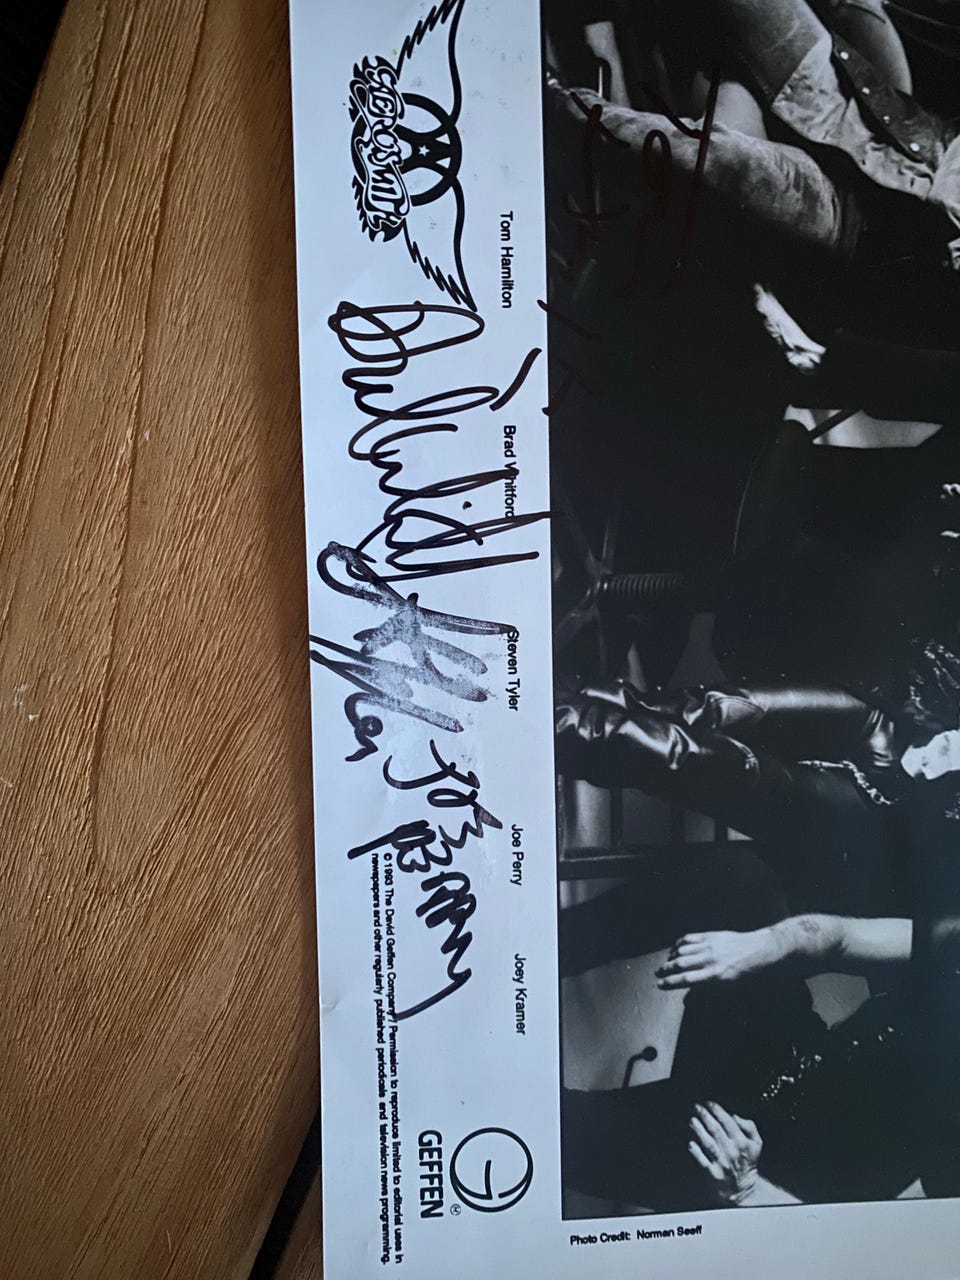 Photo Credit: Norman Seeff
Tom Hamilton Brad Whitford Steven Tyler Joe Perry Joey Kramer
AEROSMITH
A
Brad Whitford
Joe Perry
G
GEFFEN ®
© 1993 The David Geffen Company / Permission to reproduce limited to editorial uses in
newspapers and other regularly published periodicals and television news programming.